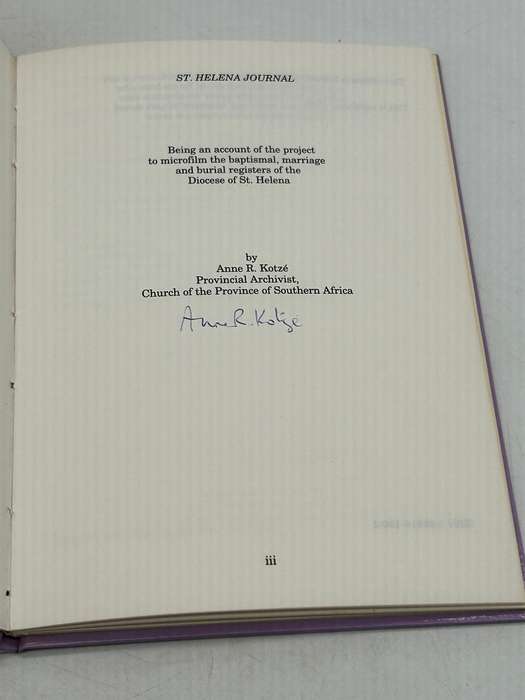 ST. HELENA JOURNAL
Being an account of the project
to microfilm the baptismal, marriage
and burial registers of the
Diocese of St. Helena
by
Anne R. Kotzé
Provincial Archivist,
Church of the Province of Southern Africa
Anne R. Kotzé
iii